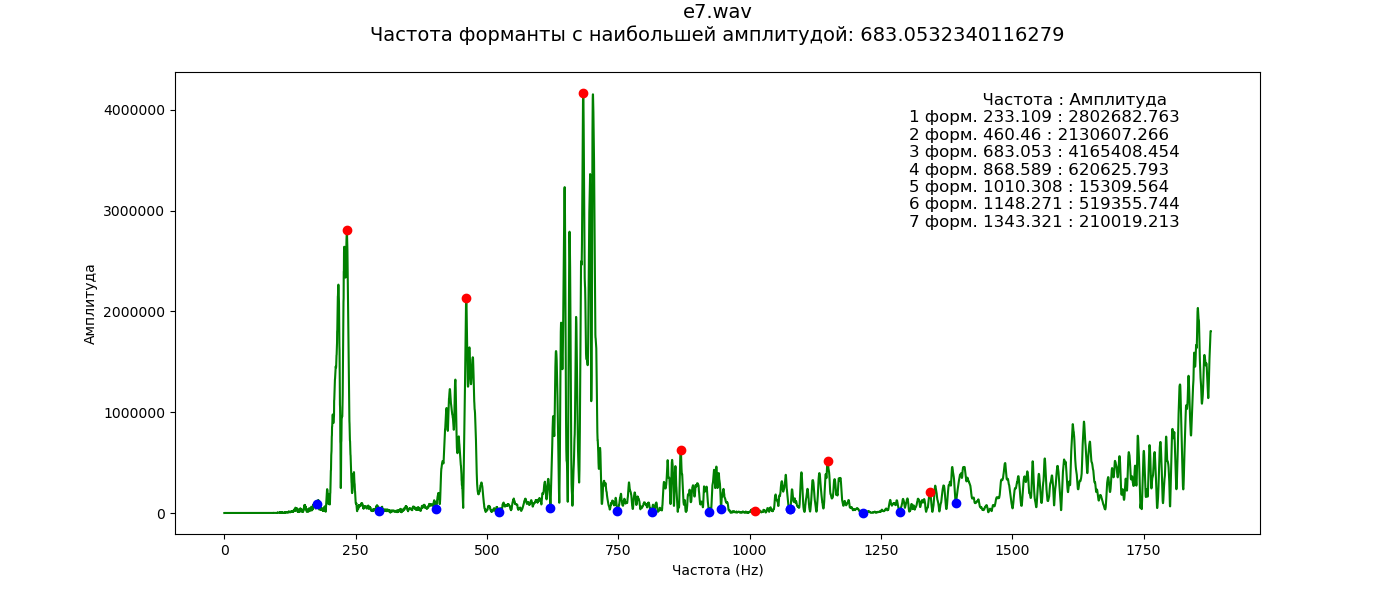 e7.wav
Частота форманты с наибольшей амплитудой: 683.0532340116279
Частота : Амплитуда
1 форм. 233.109 : 2802682.763
2 форм. 460.46 : 2130607.266
3 форм. 683.053 : 4165408.454
4 форм. 868.589 : 620625.793
5 форм. 1010.308 : 15309.564
6 форм. 1148.271 : 519355.744
7 форм. 1343.321 : 210019.213
Амплитуда
4000000
3000000
2000000
1000000
0
0 250 500 750 1000 1250 1500 1750
Частота (Hz)